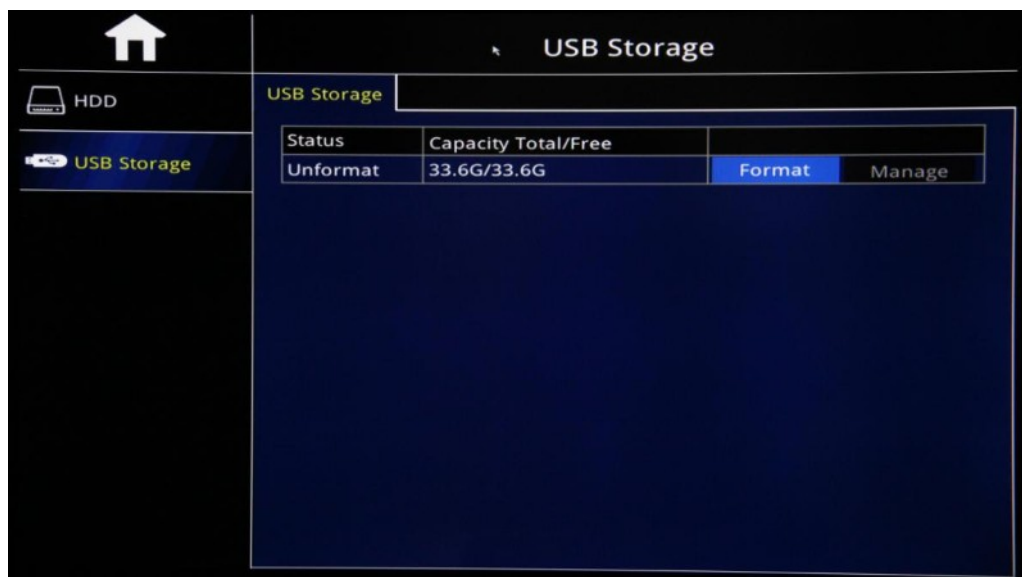 USB Storage
HDD
USB Storage
USB Storage
Status Capacity Total/Free
Unformat 33.6G/33.6G Format Manage